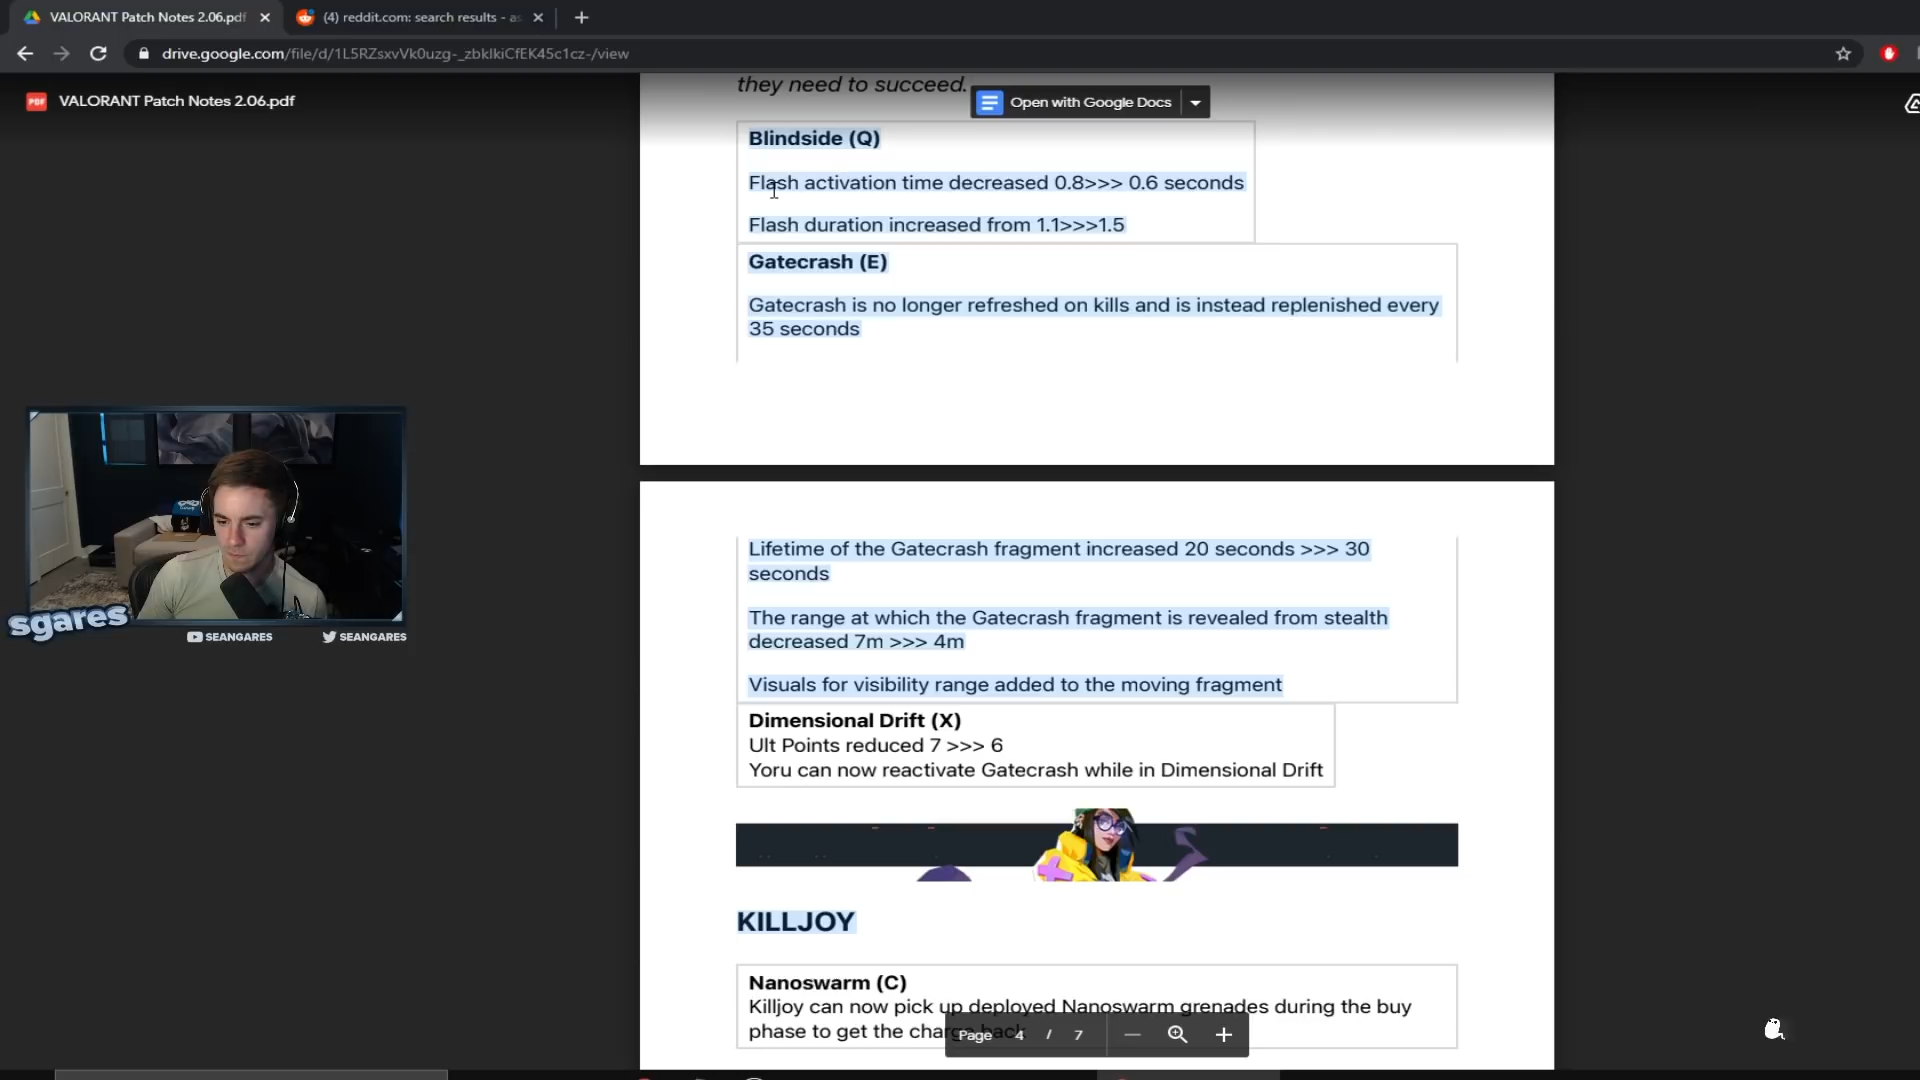 VALORANT Patch Notes 2.06.pdf
(4) reddit.com: search results - as
drive.google.com/file/d/1L5RZsxvVk0uzg-_zbklkiCfEK45c1cz-/view
PDF
VALORANT Patch Notes 2.06.pdf
they need to succeed.
Open with Google Docs
Blindside (Q)
Flash activation time decreased 0.8>>> 0.6 seconds
Flash duration increased from 1.1>>>1.5
Gatecrash (E)
Gatecrash is no longer refreshed on kills and is instead replenished every
35 seconds
Lifetime of the Gatecrash fragment increased 20 seconds >>> 30
seconds
The range at which the Gatecrash fragment is revealed from stealth
decreased 7m >>> 4m
Visuals for visibility range added to the moving fragment
Dimensional Drift (X)
Ult Points reduced 7 >>> 6
Yoru can now reactivate Gatecrash while in Dimensional Drift
sgares
SEANGARES
SEANGARES
KILLJOY
Nanoswarm (C)
Killjoy can now pick up deployed Nanoswarm grenades during the buy
phase to get the charge back
Page 4 / 7